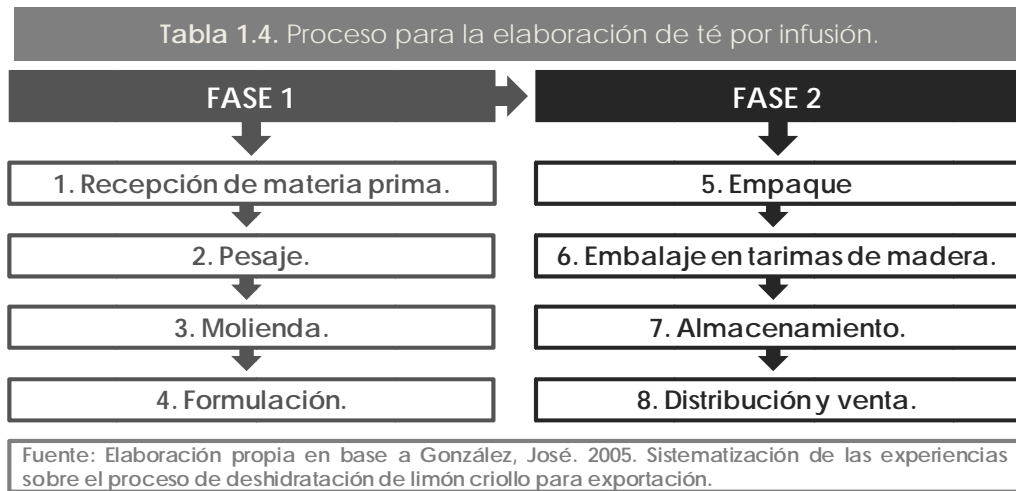 Tabla 1.4. Proceso para la elaboración de té por infusión.
FASE 1
1. Recepción de materia prima.
2. Pesaje.
3. Molienda.
4. Formulación.
FASE 2
5. Empaque
6. Embalaje en tarimas de madera.
7. Almacenamiento.
8. Distribución y venta.
Fuente: Elaboración propia en base a González, José. 2005. Sistematización de las experiencias
sobre el proceso de deshidratación de limón criollo para exportación.